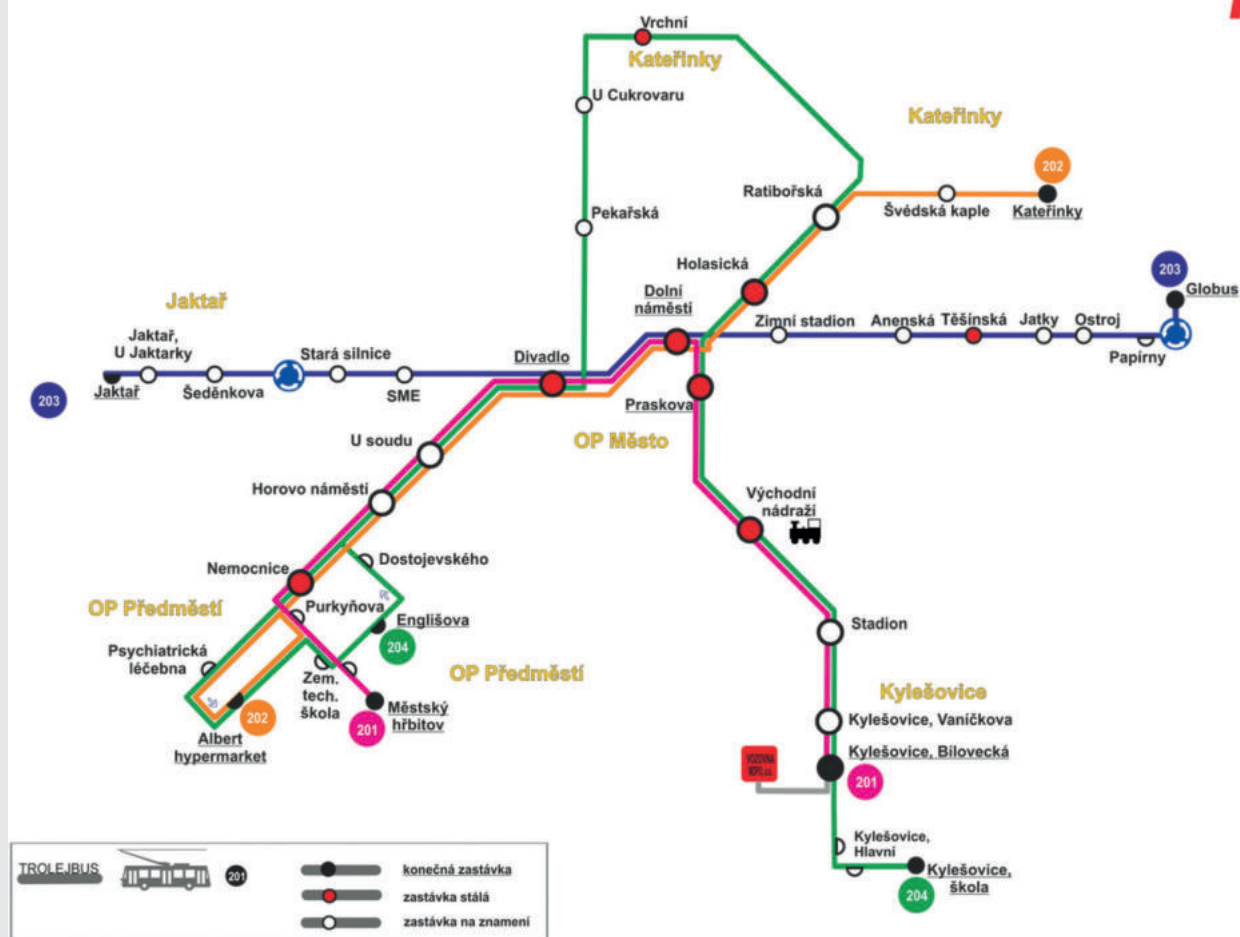 Vrchní
Kateřinky
U Cukrovaru
Kateřinky
202
Ratibořská
Švédská kaple
Kateřinky
Pekařská
Holasická
203
Globus
Dolní
náměstí
Jaktař
Zimní stadion
Anenská
Těšínská
Jatky
Ostroj
Papírny
Jaktař,
U Jaktarky
Stará silnice
Divadlo
203
Jaktař
Šeděnkova
SME
Praskova
OP Město
U soudu
Horovo náměstí
Východní
nádraží
Dostojevského
Nemocnice
OP Předměstí
Purkyňova
Englišova
204
Stadion
Psychiatrická
léčebna
OP Předměstí
Zem.
tech.
škola
Kylešovice
202
Městský
hřbitov
201
Albert
hypermarket
Kylešovice, Vaníčkova
Kylešovice, Bílovecká
VOZOVNA
201
Kylešovice,
Hlavní
Kylešovice,
škola
204
TROLEJBUS
201
konečná zastávka
zastávka stálá
zastávka na znamení